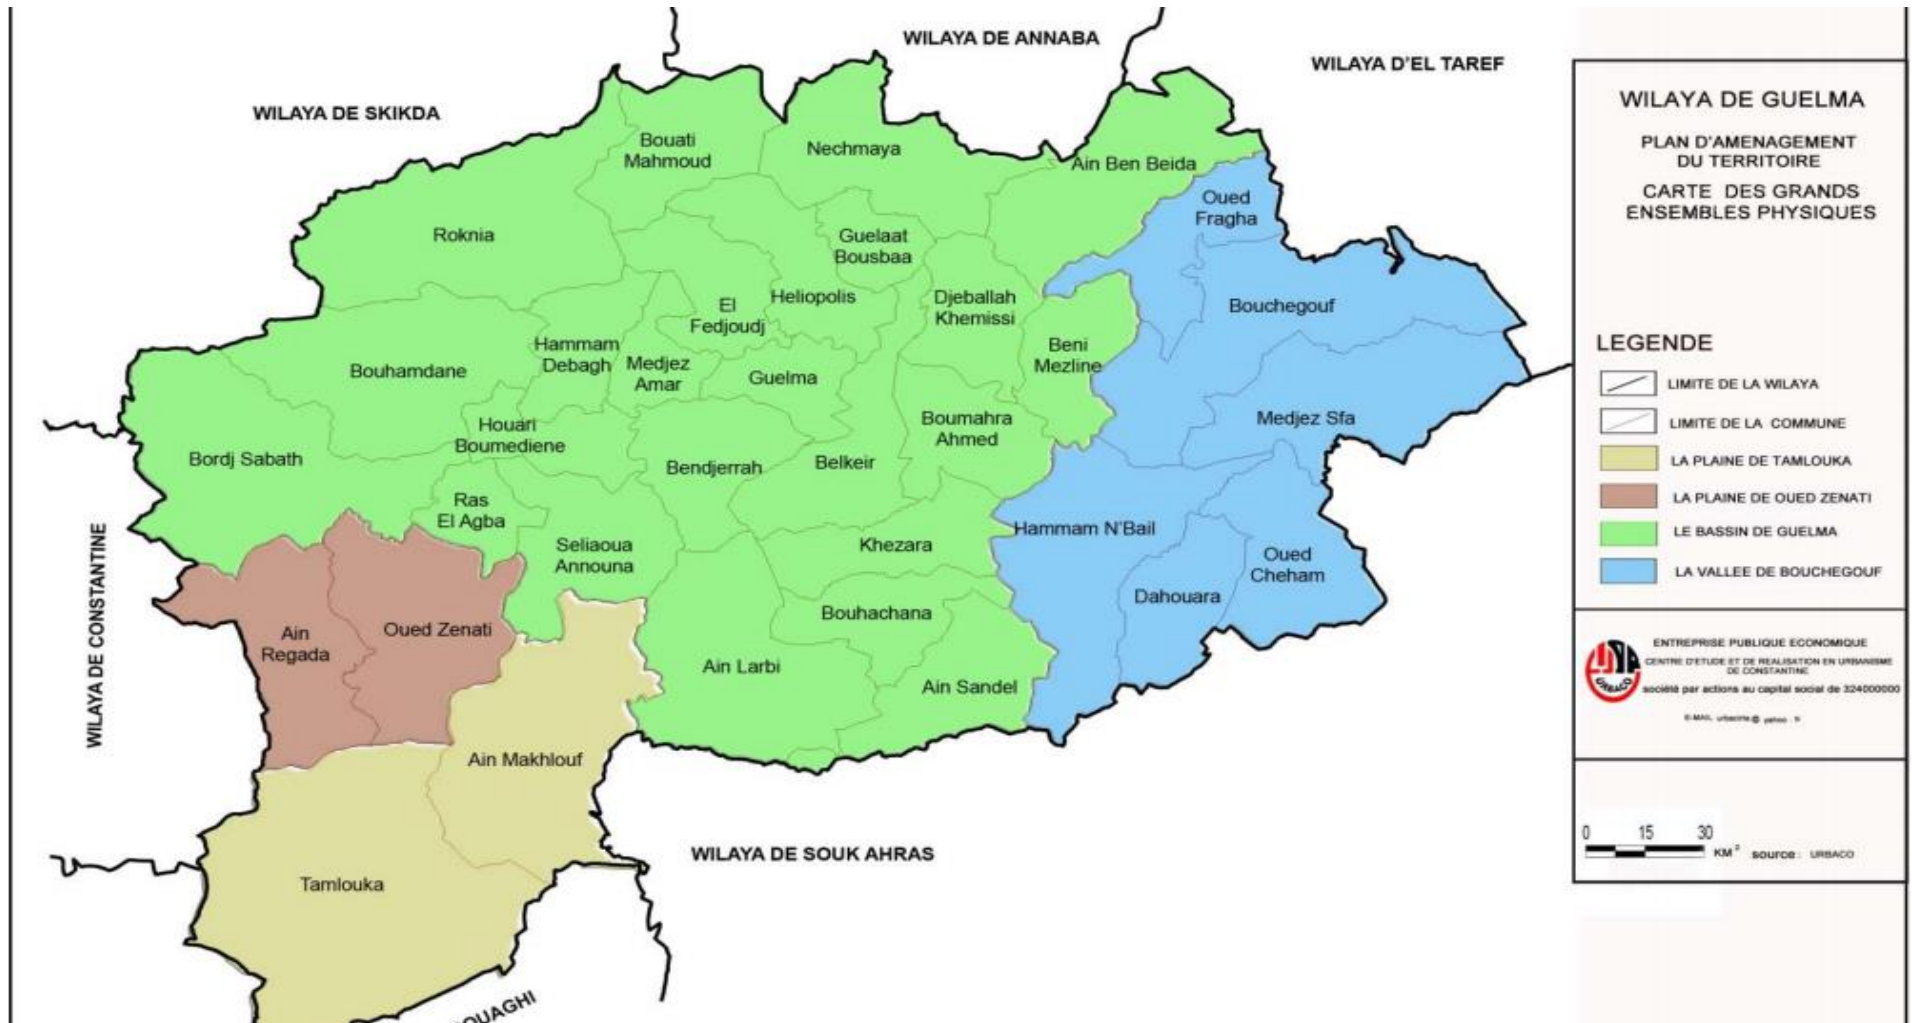 WILAYA DE ANNABA
WILAYA D'EL TAREF
WILAYA DE SKIKDA
Bouati
Mahmoud
Nechmaya
Ain Ben Beida
Oued
Fragha
Roknia
Guelaat
Bousbaa
El
Fedjoudj
Heliopolis
Djeballah
Khemissi
Bouchegouf
Hammam
Debagh
Medjez
Amar
Guelma
Beni
Mezline
Bouhamdane
Houari
Boumediene
Boumahra
Ahmed
Medjez Sfa
Bordj Sabath
Bendjerrah
Belkeir
Ras
El Agba
Seliaoua
Announa
Khezara
Hammam N'Bail
Oued
Cheham
Dahouara
Bouhachana
Ain
Regada
Oued Zenati
Ain Larbi
Ain Sandel
Ain Makhlouf
Tamlouka
WILAYA DE CONSTANTINE
WILAYA DE SOUK AHRAS
OUAGHI
WILAYA DE GUELMA
PLAN D'AMENAGEMENT
DU TERRITOIRE
CARTE DES GRANDS
ENSEMBLES PHYSIQUES
LEGENDE
LIMITE DE LA WILAYA
LIMITE DE LA COMMUNE
LA PLAINE DE TAMLOUKA
LA PLAINE DE OUED ZENATI
LE BASSIN DE GUELMA
LA VALLEE DE BOUCHEGOUF
URBACO
ENTREPRISE PUBLIQUE ECONOMIQUE
CENTRE D'ETUDE ET DE REALISATION EN URBANISME
DE CONSTANTINE
société par actions au capital social de 324000000
E-MAIL yahoo
0 15 30
KM² source : URBACO